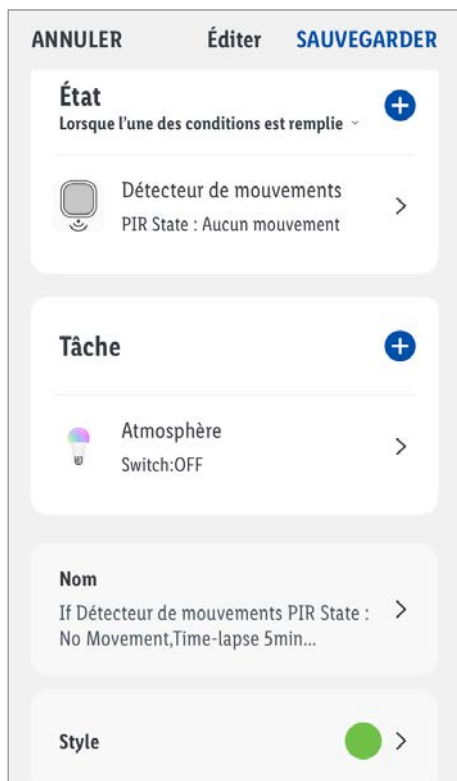 ANNULER Éditer SAUVEGARDER
État
Lorsque l'une des conditions est remplie
Détecteur de mouvements
PIR State : Aucun mouvement
Tâche
Atmosphère
Switch:OFF
Nom
If Détecteur de mouvements PIR State :
No Movement,Time-lapse 5min...
Style